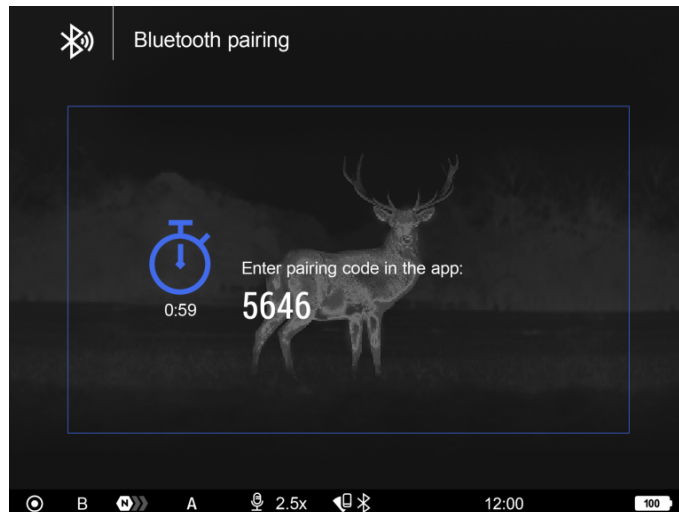 Bluetooth pairing
Enter pairing code in the app:
0:59
5646
B N A 2.5x 12:00 100